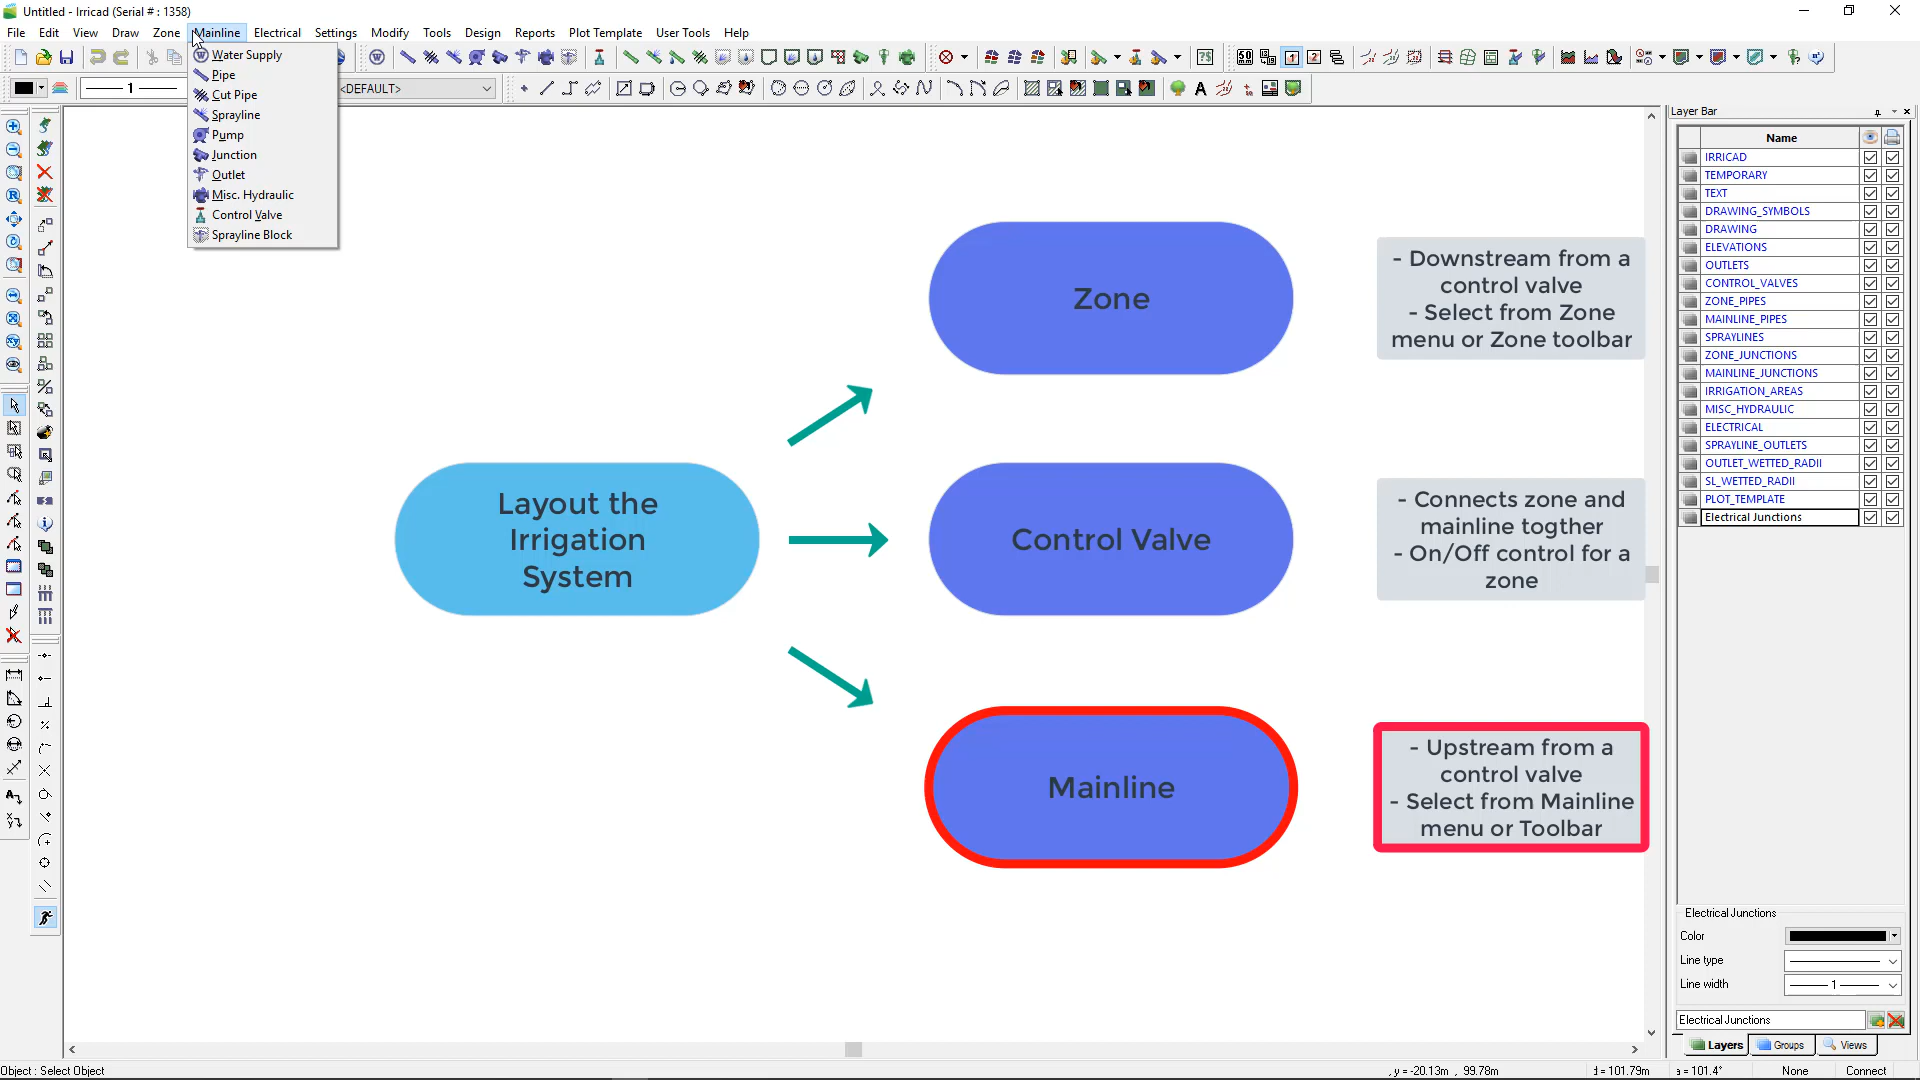 Untitled - Irricad (Serial # : 1358)
File Edit View Draw Zone Mainline Electrical Settings Modify Tools Design Reports Plot Template User Tools Help
Water Supply
Pipe
Cut Pipe
Sprayline
Pump
Junction
Outlet
Misc. Hydraulic
Control Valve
Sprayline Block
1
<DEFAULT>
Layout the
Irrigation
System
Zone
- Downstream from a
control valve
- Select from Zone
menu or Zone toolbar
Control Valve
- Connects zone and
mainline togther
- On/Off control for a
zone
Mainline
- Upstream from a
control valve
- Select from Mainline
menu or Toolbar
Layer Bar
Name
IRRICAD
TEMPORARY
TEXT
DRAWING_SYMBOLS
DRAWING
ELEVATIONS
OUTLETS
CONTROL_VALVES
ZONE_PIPES
MAINLINE_PIPES
SPRAYLINES
ZONE_JUNCTIONS
MAINLINE_JUNCTIONS
IRRIGATION_AREAS
MISC_HYDRAULIC
ELECTRICAL
SPRAYLINE_OUTLETS
OUTLET_WETTED_RADII
SL_WETTED_RADII
PLOT_TEMPLATE
Electrical Junctions
Electrical Junctions
Color
Line type
Line width
1
Electrical Junctions
Layers Groups Views
Object : Select Object
, y = -20.13m , 99.78m
d = 101.79m
a = 101.4°
None
Connect